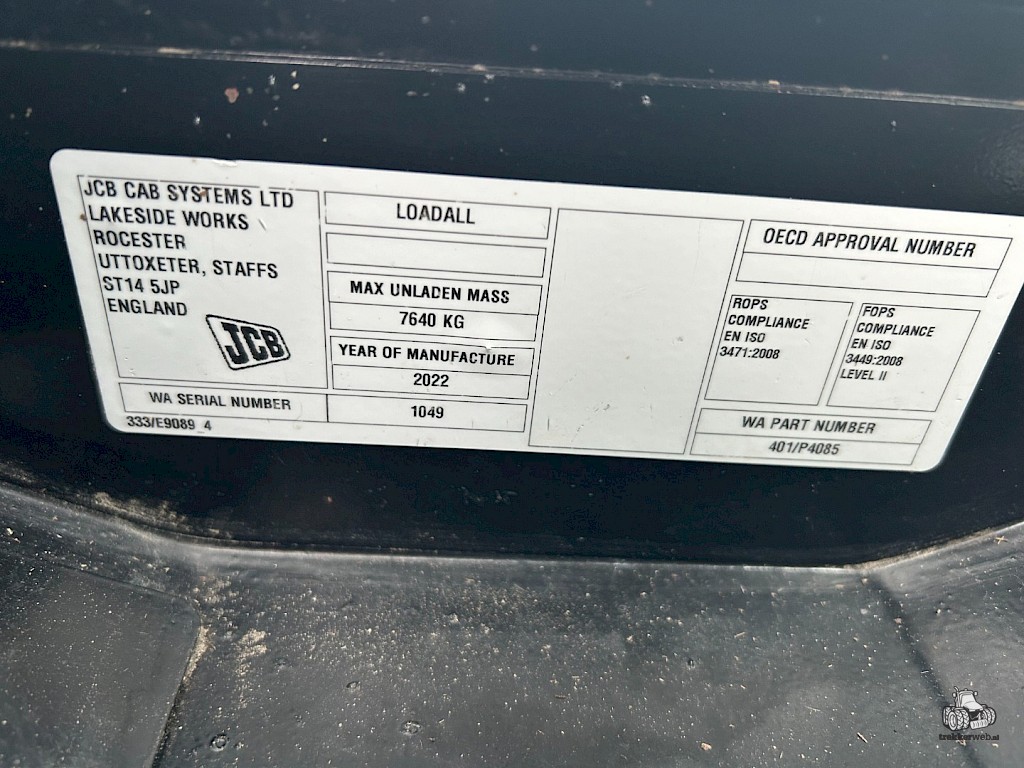 JCB CAB SYSTEMS LTD
LAKESIDE WORKS
ROCESTER
UTTOXETER, STAFFS
ST14 5JP
ENGLAND
JCB
WA SERIAL NUMBER
1049
333/E9089_4
LOADALL
MAX UNLADEN MASS
7640 KG
YEAR OF MANUFACTURE
2022
OECD APPROVAL NUMBER
ROPS
COMPLIANCE
EN ISO
3471:2008
FOPS
COMPLIANCE
EN ISO
3449:2008
LEVEL II
WA PART NUMBER
401/P4085
trekkerweb.nl